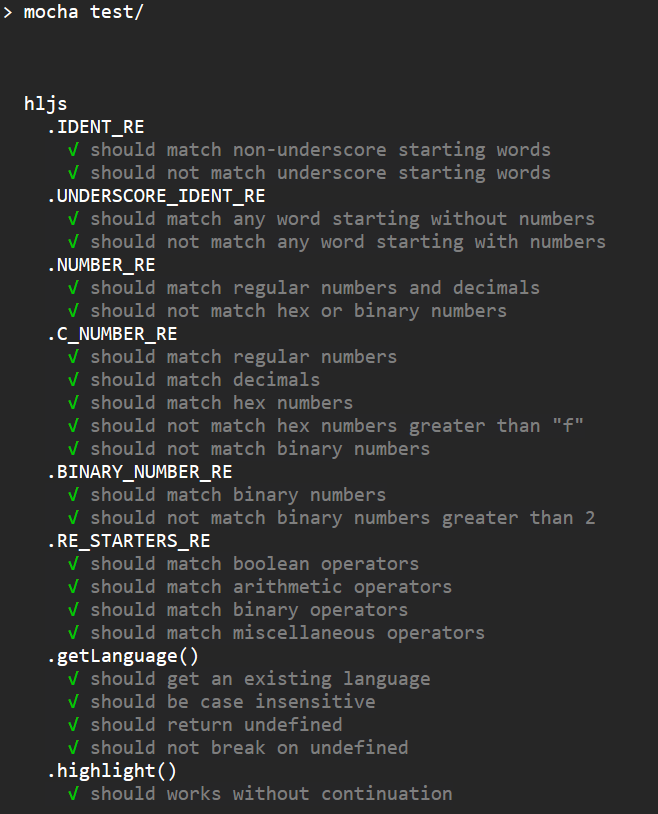 > mocha test/
hljs
.IDENT_RE
√ should match non-underscore starting words
√ should not match underscore starting words
.UNDERSCORE_IDENT_RE
√ should match any word starting without numbers
√ should not match any word starting with numbers
.NUMBER_RE
√ should match regular numbers and decimals
√ should not match hex or binary numbers
.C_NUMBER_RE
√ should match regular numbers
√ should match decimals
√ should match hex numbers
√ should not match hex numbers greater than "f"
√ should not match binary numbers
.BINARY_NUMBER_RE
√ should match binary numbers
√ should not match binary numbers greater than 2
.RE_STARTERS_RE
√ should match boolean operators
√ should match arithmetic operators
√ should match binary operators
√ should match miscellaneous operators
.getLanguage()
√ should get an existing language
√ should be case insensitive
√ should return undefined
√ should not break on undefined
.highlight()
√ should works without continuation